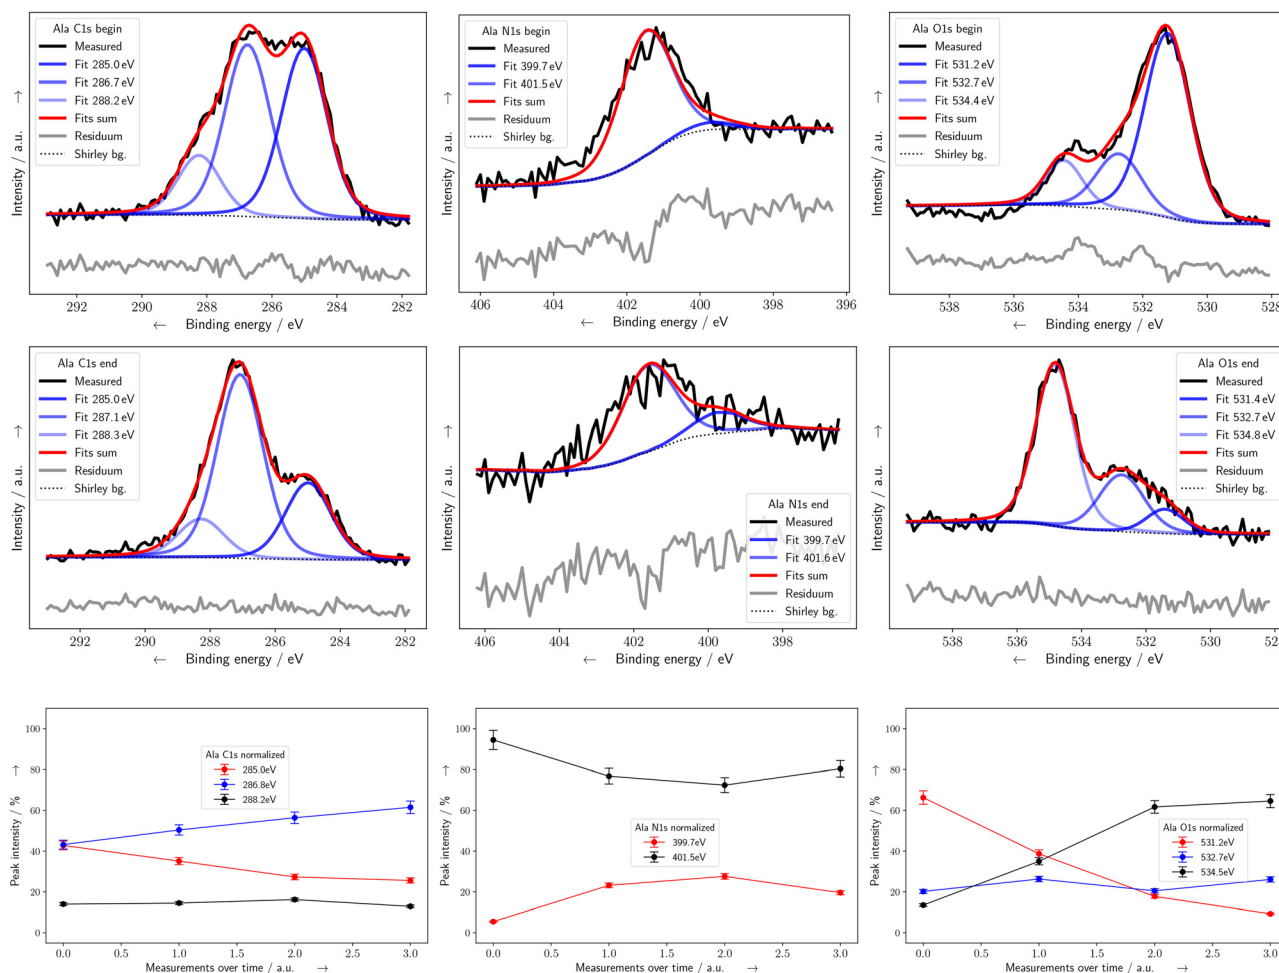 Ala C1s begin
Measured
Fit 285.0 eV
Fit 286.7 eV
Fit 288.2 eV
Fits sum
Residuum
Shirley bg.
Intensity / a.u. →
292 290 288 286 284 282
← Binding energy / eV
Ala N1s begin
Measured
Fit 399.7 eV
Fit 401.5 eV
Fits sum
Residuum
Shirley bg.
Intensity / a.u. →
406 404 402 400 398 396
← Binding energy / eV
Ala O1s begin
Measured
Fit 531.2 eV
Fit 532.7 eV
Fit 534.4 eV
Fits sum
Residuum
Shirley bg.
Intensity / a.u. →
538 536 534 532 530 528
← Binding energy / eV
Ala C1s end
Measured
Fit 285.0 eV
Fit 287.1 eV
Fit 288.3 eV
Fits sum
Residuum
Shirley bg.
Intensity / a.u. →
292 290 288 286 284 282
← Binding energy / eV
Ala N1s end
Measured
Fit 399.7 eV
Fit 401.6 eV
Fits sum
Residuum
Shirley bg.
Intensity / a.u. →
406 404 402 400 398
← Binding energy / eV
Ala O1s end
Measured
Fit 531.4 eV
Fit 532.7 eV
Fit 534.8 eV
Fits sum
Residuum
Shirley bg.
Intensity / a.u. →
538 536 534 532 530
← Binding energy / eV
Ala C1s normalized
285.0eV
286.8eV
288.2eV
Peak intensity / % →
100
80
60
40
20
0
0.0 0.5 1.0 1.5 2.0 2.5 3.0
Measurements over time / a.u. →
Ala N1s normalized
399.7eV
401.5eV
Peak intensity / % →
100
80
60
40
20
0
0.0 0.5 1.0 1.5 2.0 2.5 3.0
Measurements over time / a.u. →
Ala O1s normalized
531.2eV
532.7eV
534.5eV
Peak intensity / % →
100
80
60
40
20
0
0.0 0.5 1.0 1.5 2.0 2.5 3.0
Measurements over time / a.u. →